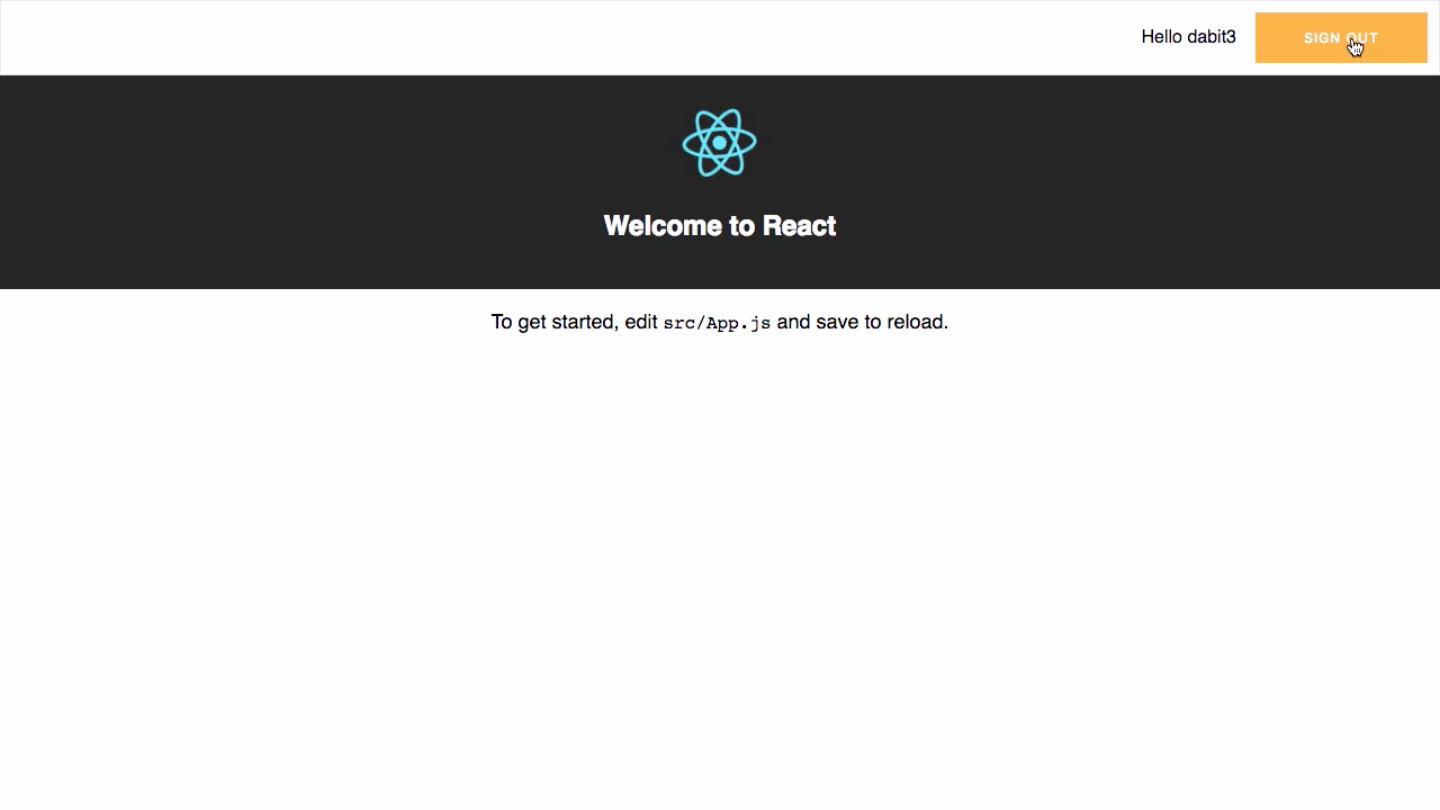 Hello dabit3
SIGN OUT
Welcome to React
To get started, edit src/App.js and save to reload.